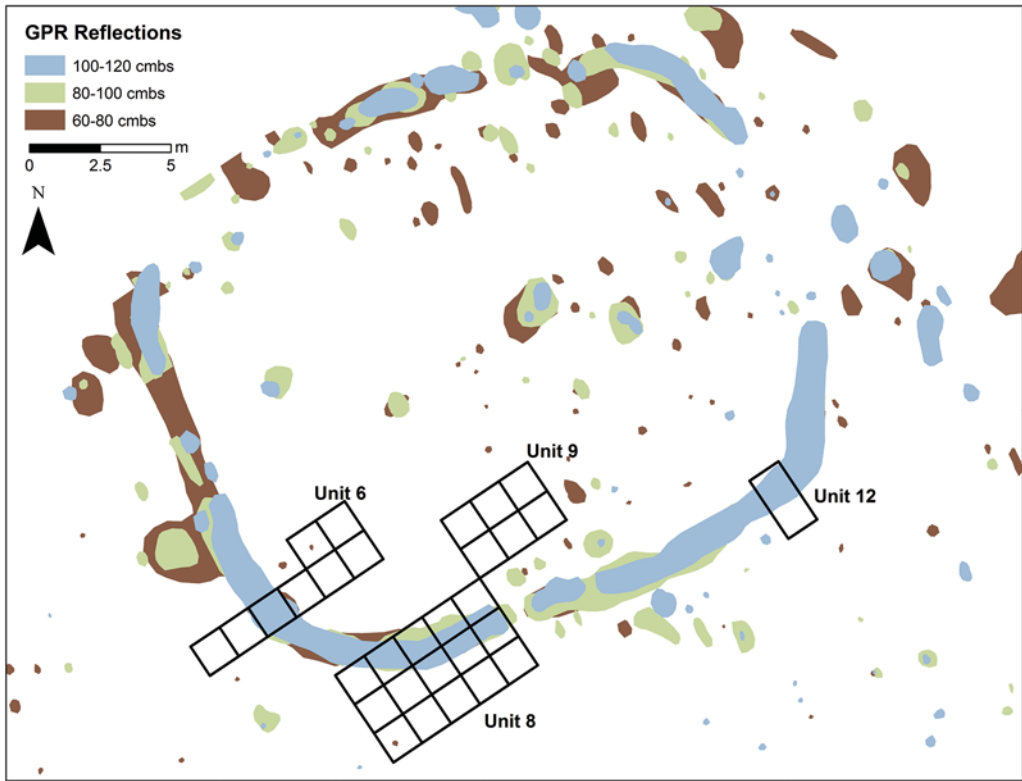 GPR Reflections
100-120 cmbs
80-100 cmbs
60-80 cmbs
m
0 2.5 5
N
Unit 9
Unit 6
Unit 12
Unit 8